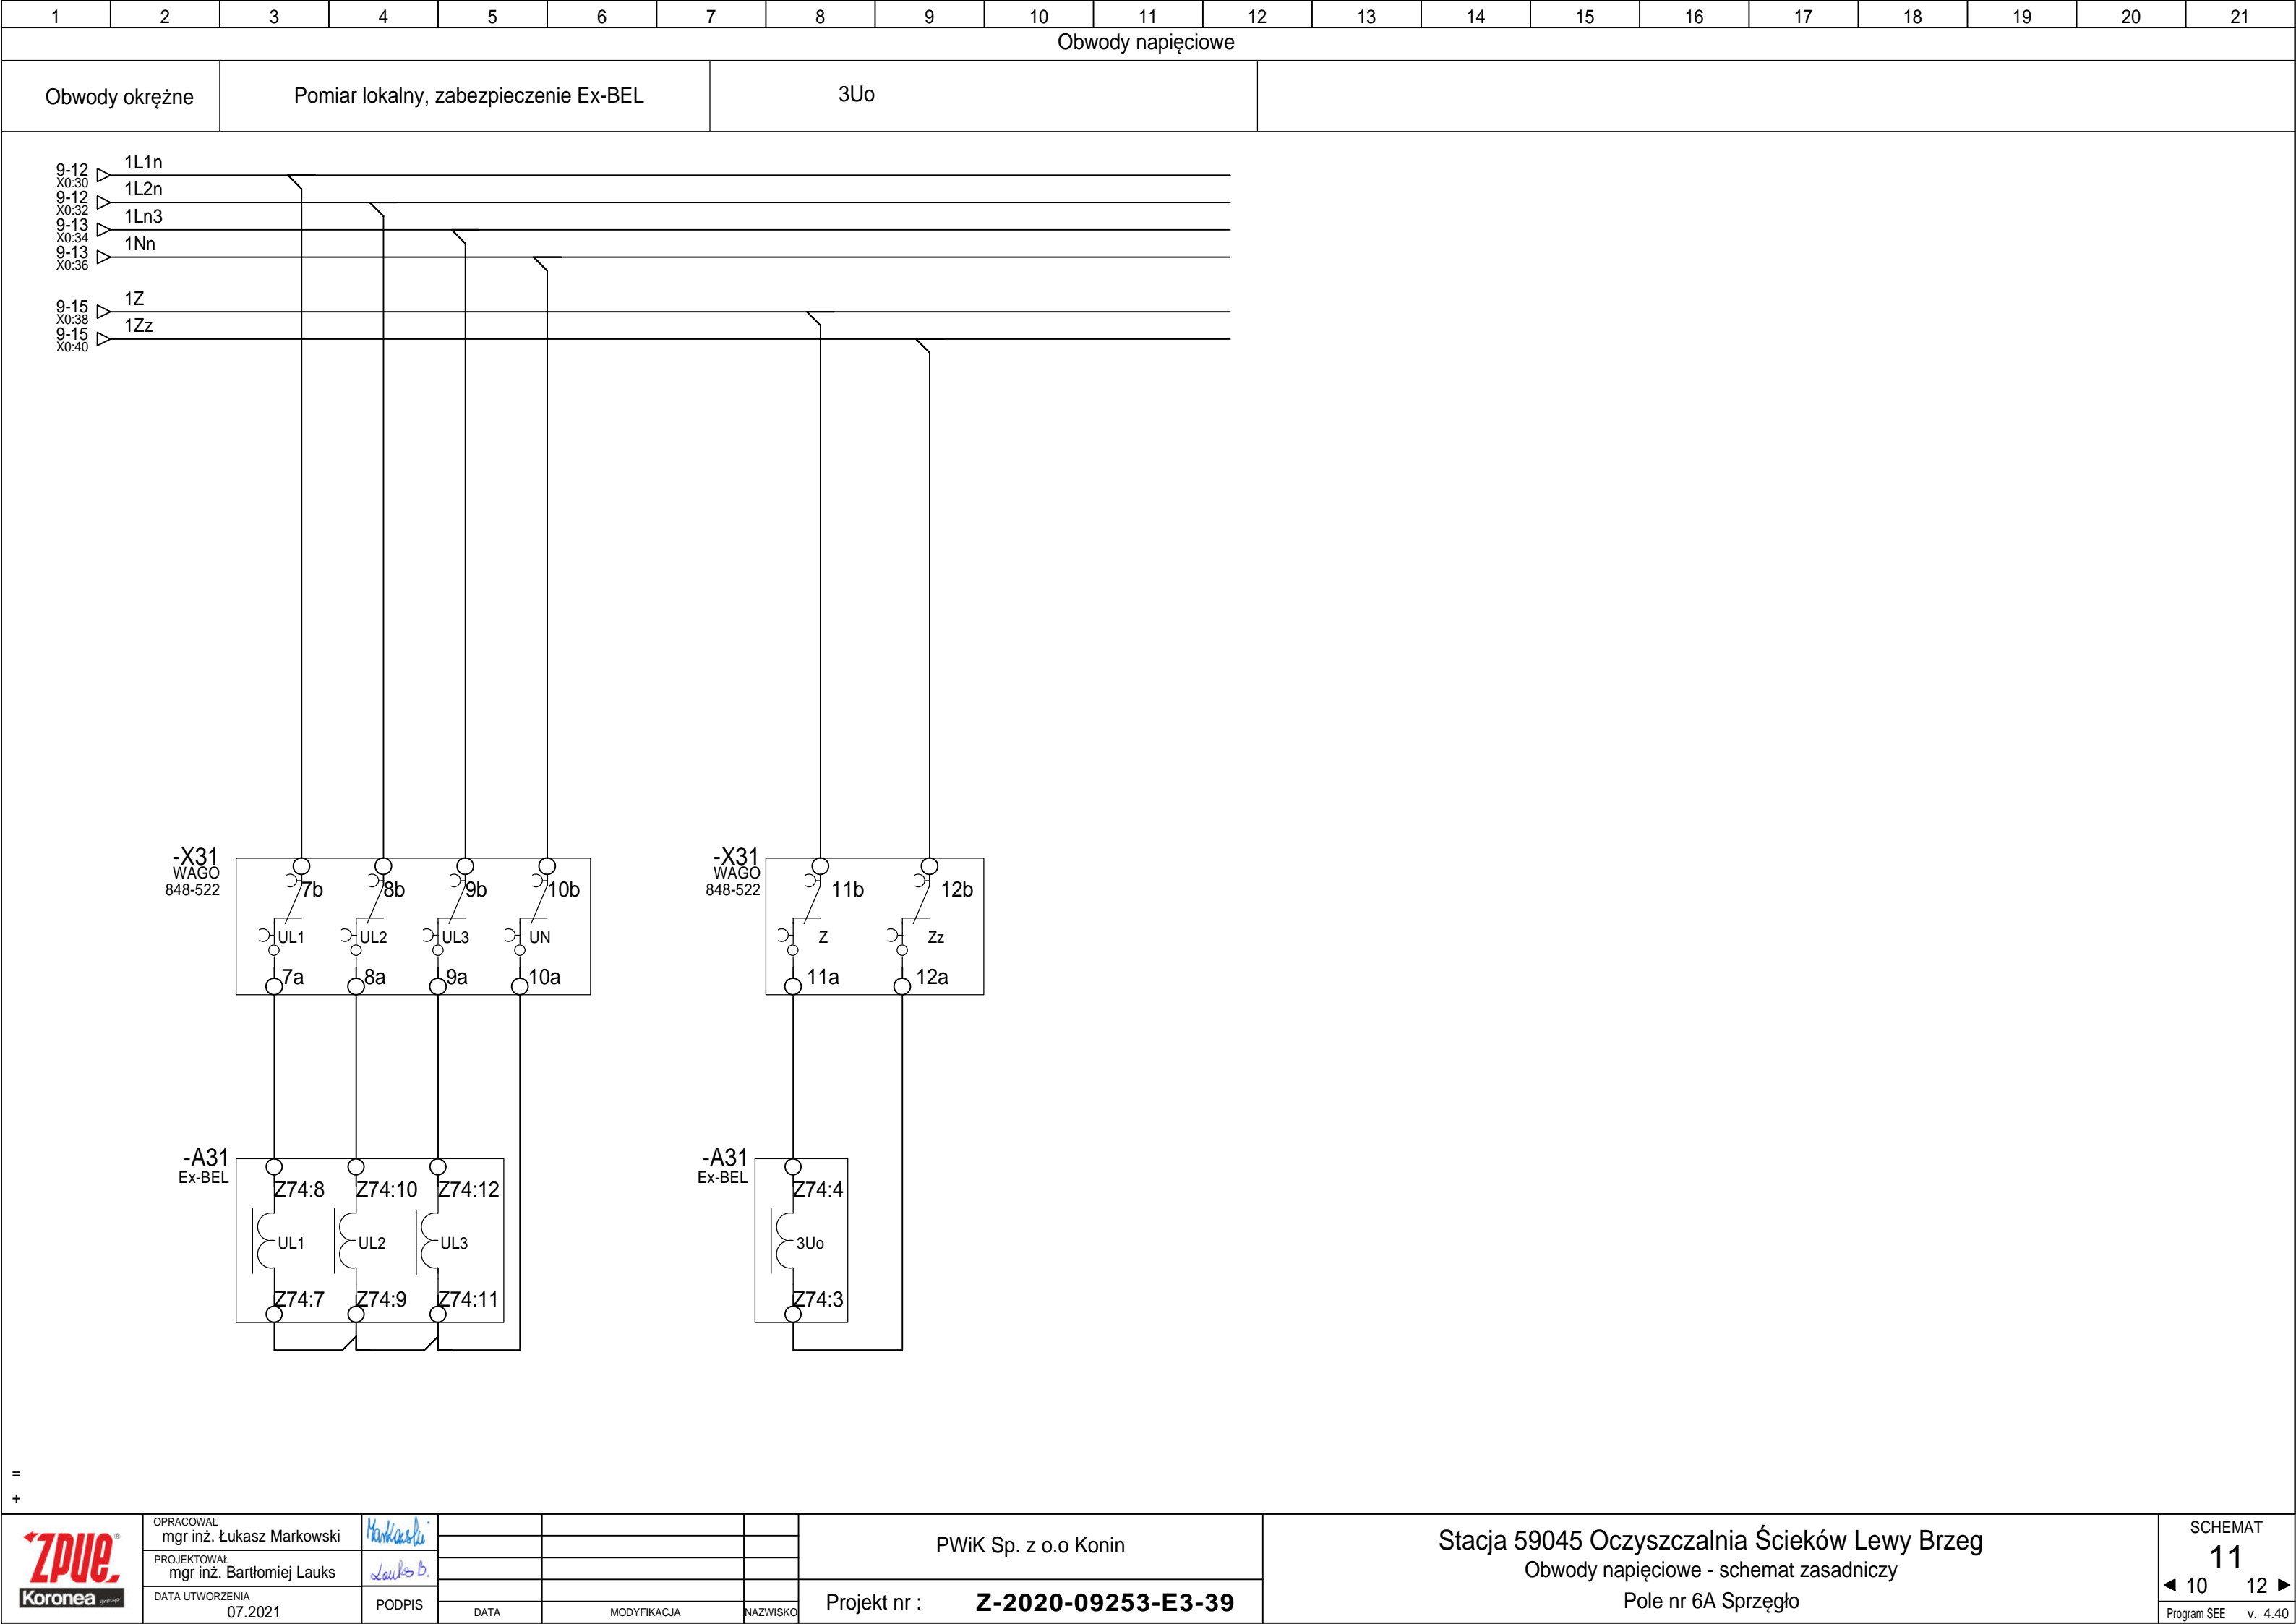 1 2 3 4 5 6 7 8 9 10 11 12 13 14 15 16 17 18 19 20 21
Obwody napięciowe
Obwody okrężne
Pomiar lokalny, zabezpieczenie Ex-BEL
3Uo
9-12 1L1n
X0:30
9-12 1L2n
X0:32
9-13 1Ln3
X0:34
9-13 1Nn
X0:36
9-15 1Z
X0:38
9-15 1Zz
X0:40
-X31
WAGO
848-522
7b 8b 9b 10b
UL1 UL2 UL3 UN
7a 8a 9a 10a
-X31
WAGO
848-522
11b 12b
Z Zz
11a 12a
-A31
Ex-BEL
Z74:8 Z74:10 Z74:12
UL1 UL2 UL3
Z74:7 Z74:9 Z74:11
-A31
Ex-BEL
Z74:4
3Uo
Z74:3
=
+
ZPUE®
Koronea group
OPRACOWAŁ
mgr inż. Łukasz Markowski
Markowski
PROJEKTOWAŁ
mgr inż. Bartłomiej Lauks
Lauks B.
DATA UTWORZENIA
07.2021
PODPIS
DATA MODYFIKACJA NAZWISKO
PWiK Sp. z o.o Konin
Projekt nr : Z-2020-09253-E3-39
Stacja 59045 Oczyszczalnia Ścieków Lewy Brzeg
Obwody napięciowe - schemat zasadniczy
Pole nr 6A Sprzęgło
SCHEMAT
11
◄ 10 12 ►
Program SEE v. 4.40